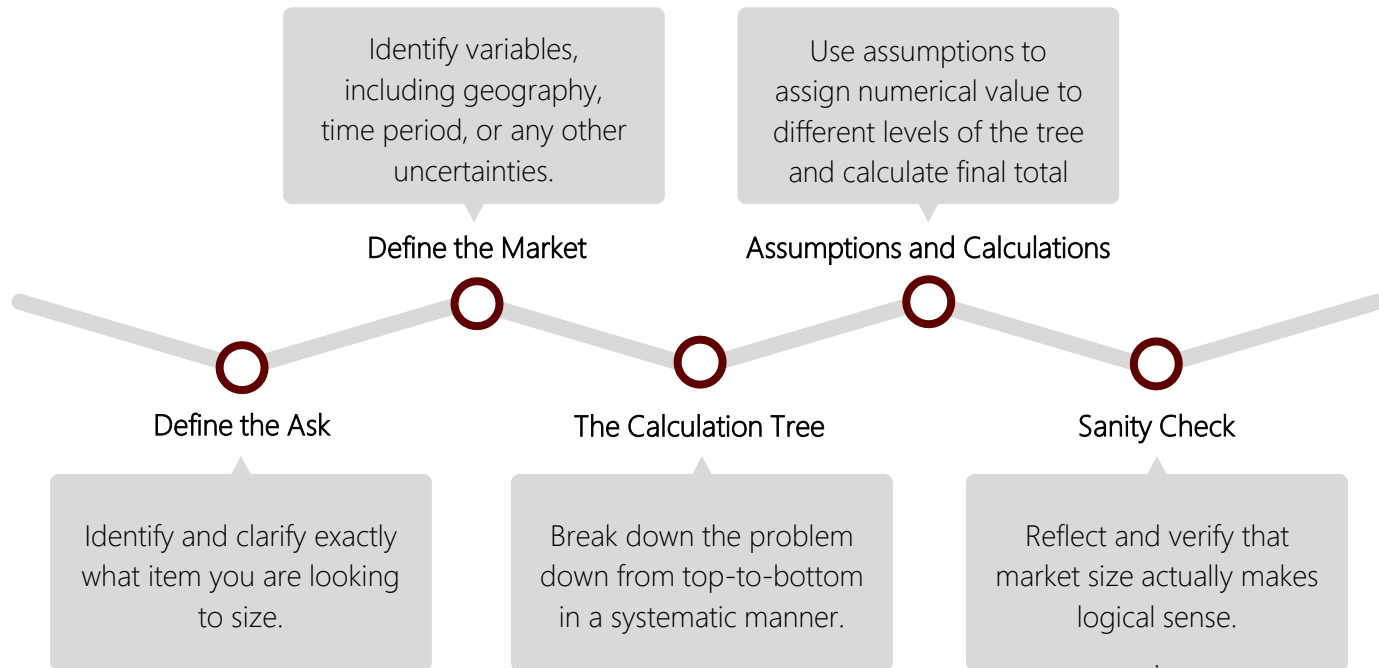 Identify variables,
including geography,
time period, or any other
uncertainties.
Use assumptions to
assign numerical value to
different levels of the tree
and calculate final total
Define the Market
Assumptions and Calculations
Define the Ask
The Calculation Tree
Sanity Check
Identify and clarify exactly
what item you are looking
to size.
Break down the problem
down from top-to-bottom
in a systematic manner.
Reflect and verify that
market size actually makes
logical sense.